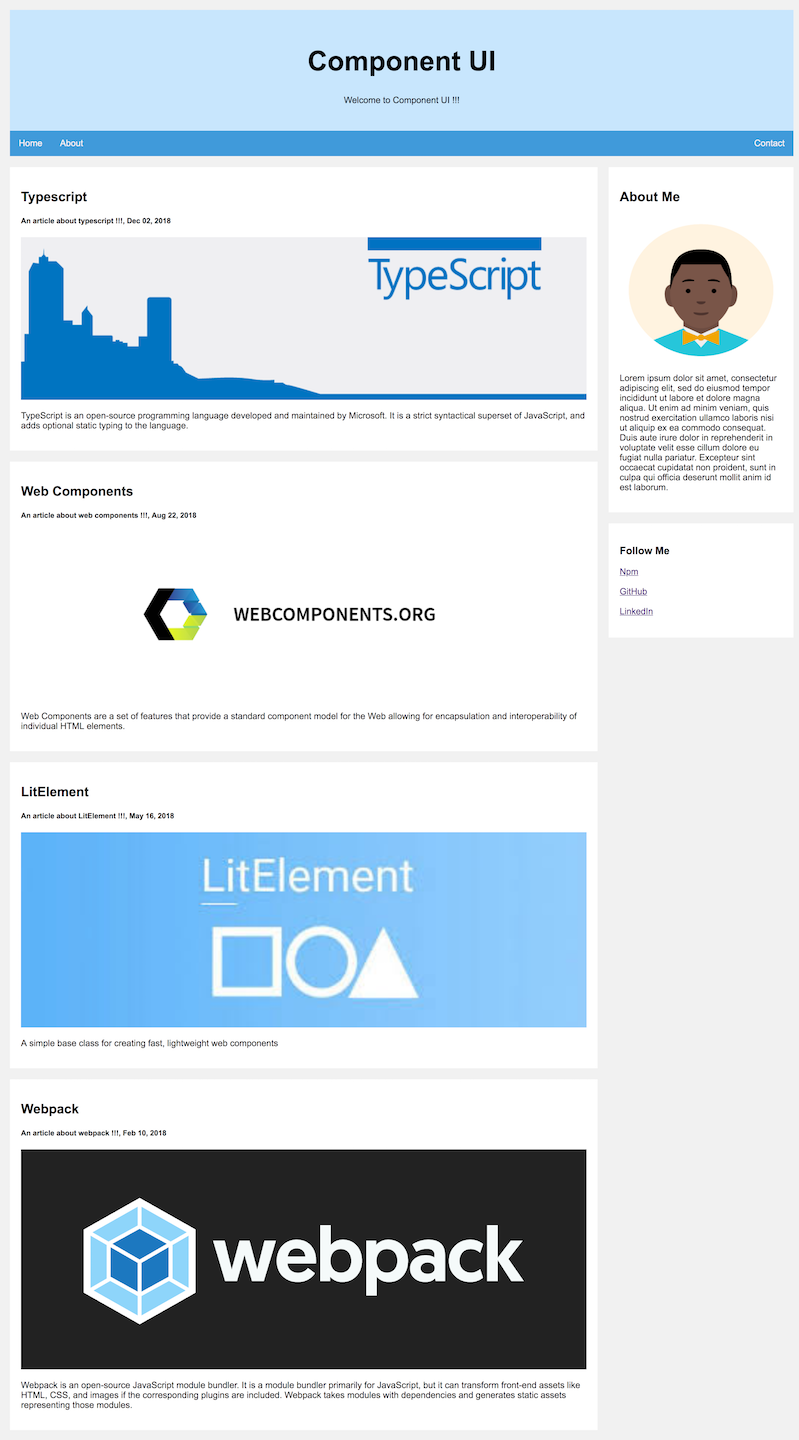 Component UI
Welcome to Component UI !!!
Home
About
Contact
Typescript
An article about typescript !!!, Dec 02, 2018
TypeScript
TypeScript is an open-source programming language developed and maintained by Microsoft. It is a strict syntactical superset of JavaScript, and
adds optional static typing to the language.
Web Components
An article about web components !!!, Aug 22, 2018
WEBCOMPONENTS.ORG
Web Components are a set of features that provide a standard component model for the Web allowing for encapsulation and interoperability of
individual HTML elements.
LitElement
An article about LitElement !!!, May 16, 2018
LitElement
A simple base class for creating fast, lightweight web components
Webpack
An article about webpack !!!, Feb 10, 2018
webpack
Webpack is an open-source JavaScript module bundler. It is a module bundler primarily for JavaScript, but it can transform front-end assets like
HTML, CSS, and images if the corresponding plugins are included. Webpack takes modules with dependencies and generates static assets
representing those modules.
About Me
Lorem ipsum dolor sit amet, consectetur
adipiscing elit, sed do eiusmod tempor
incididunt ut labore et dolore magna
aliqua. Ut enim ad minim veniam, quis
nostrud exercitation ullamco laboris nisi
ut aliquip ex ea commodo consequat.
Duis aute irure dolor in reprehenderit in
voluptate velit esse cillum dolore eu
fugiat nulla pariatur. Excepteur sint
occaecat cupidatat non proident, sunt in
culpa qui officia deserunt mollit anim id
est laborum.
Follow Me
Npm
GitHub
LinkedIn